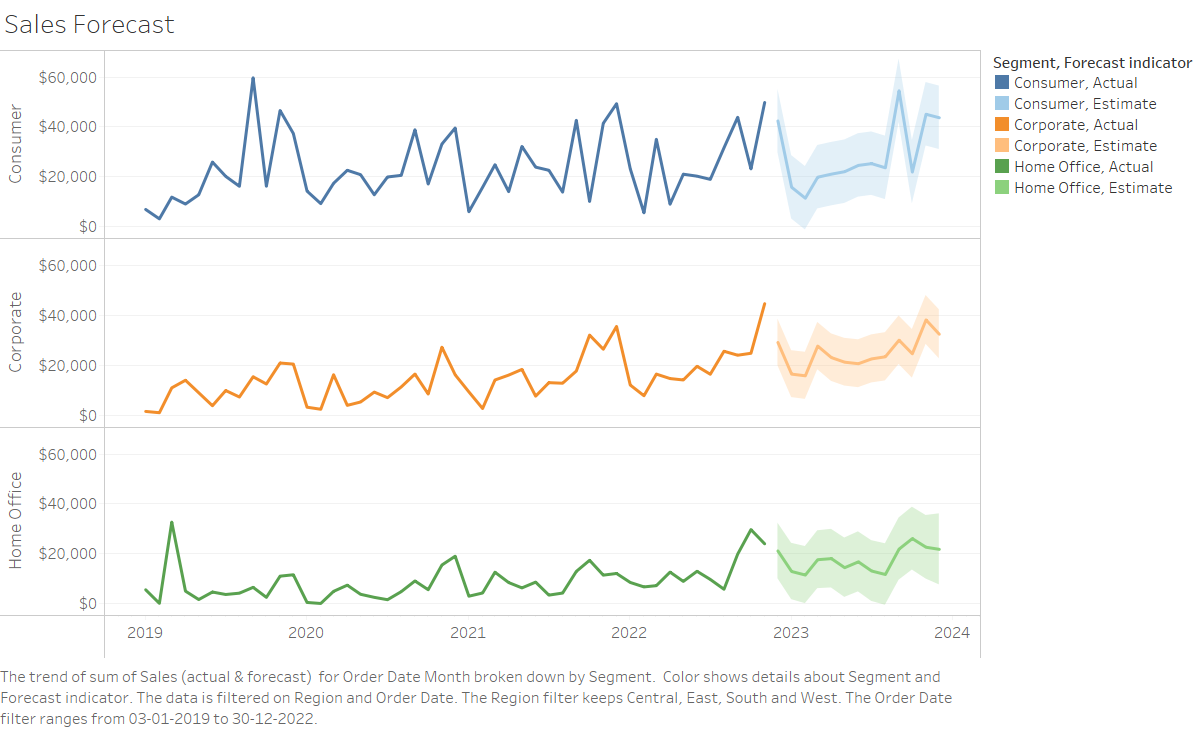 Sales Forecast
Segment, Forecast indicator
Consumer, Actual
Consumer, Estimate
Corporate, Actual
Corporate, Estimate
Home Office, Actual
Home Office, Estimate
Consumer
$60,000
$40,000
$20,000
$0
Corporate
$60,000
$40,000
$20,000
$0
Home Office
$60,000
$40,000
$20,000
$0
2019 2020 2021 2022 2023 2024
The trend of sum of Sales (actual & forecast)  for Order Date Month broken down by Segment.  Color shows details about Segment and
Forecast indicator. The data is filtered on Region and Order Date. The Region filter keeps Central, East, South and West. The Order Date
filter ranges from 03-01-2019 to 30-12-2022.